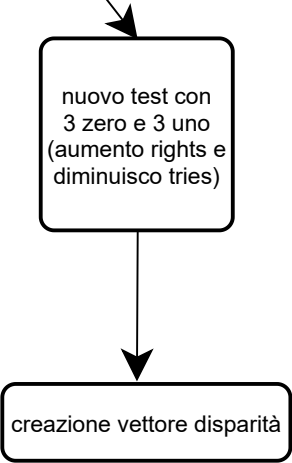 nuovo test con
3 zero e 3 uno
(aumento rights e
diminuisco tries)
creazione vettore disparità